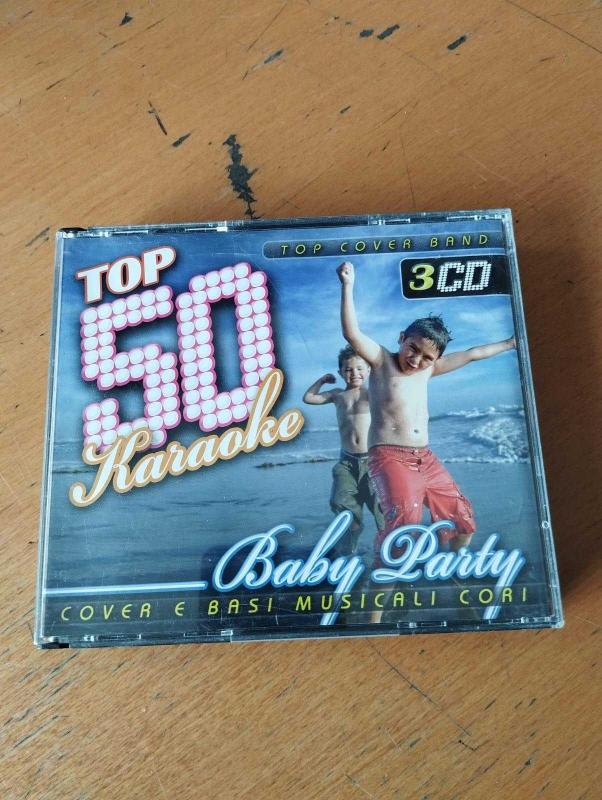 TOP COVER BAND
TOP
50
Karaoke
3CD
Baby Party
COVER E BASI MUSICALI CORI